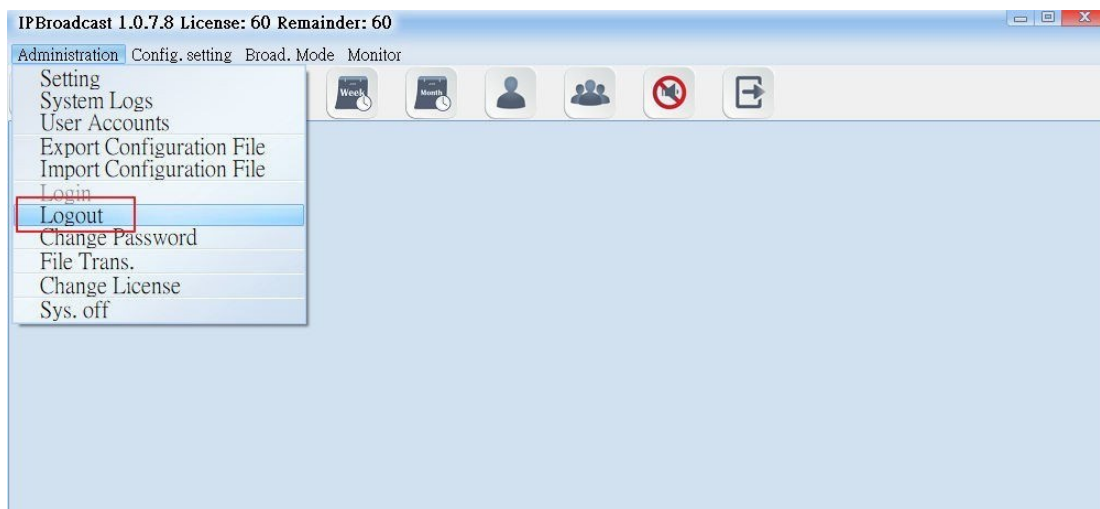 IPBroadcast 1.0.7.8 License: 60 Remainder: 60
X
Administration Config. setting Broad. Mode Monitor
Setting
System Logs
User Accounts
Export Configuration File
Import Configuration File
Login
Logout
Change Password
File Trans.
Change License
Sys. off
Week
Month